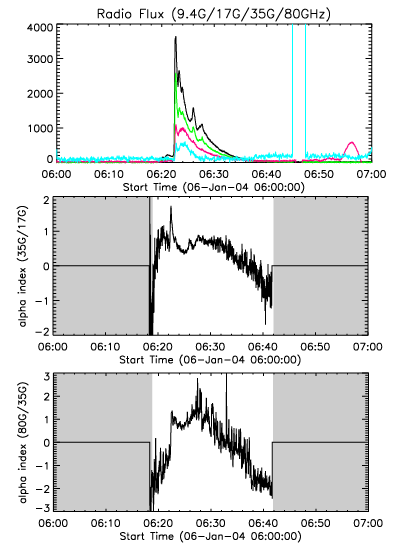 Radio Flux (9.4G/17G/35G/80GHz)
4000
3000
2000
1000
0
06:00 06:10 06:20 06:30 06:40 06:50 07:00
Start Time (06-Jan-04 06:00:00)
alpha index (35G/17G)
2
1
0
-1
-2
06:00 06:10 06:20 06:30 06:40 06:50 07:00
Start Time (06-Jan-04 06:00:00)
alpha index (80G/35G)
3
2
1
0
-1
-2
-3
06:00 06:10 06:20 06:30 06:40 06:50 07:00
Start Time (06-Jan-04 06:00:00)